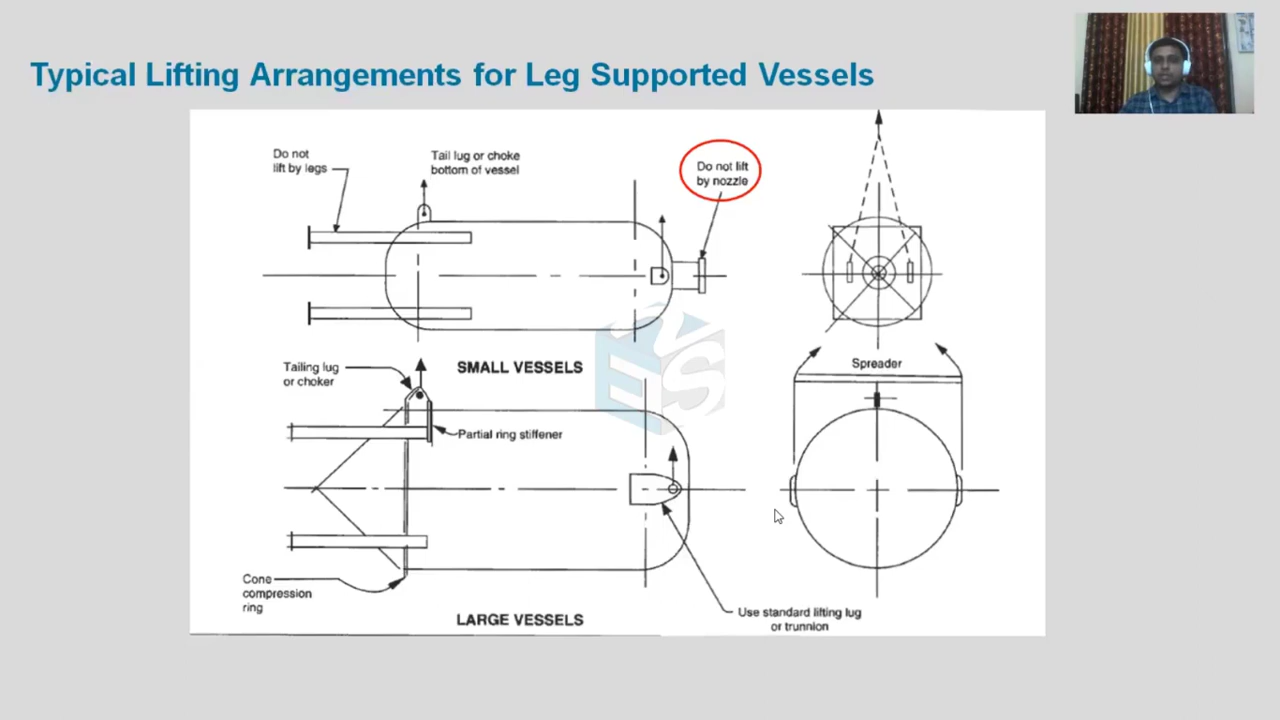 Typical Lifting Arrangements for Leg Supported Vessels
Do not
lift by legs
Tail lug or choke
bottom of vessel
Do not lift
by nozzle
SMALL VESSELS
Tailing lug
or choker
Partial ring stiffener
Spreader
Cone
compression
ring
LARGE VESSELS
Use standard lifting lug
or trunnion